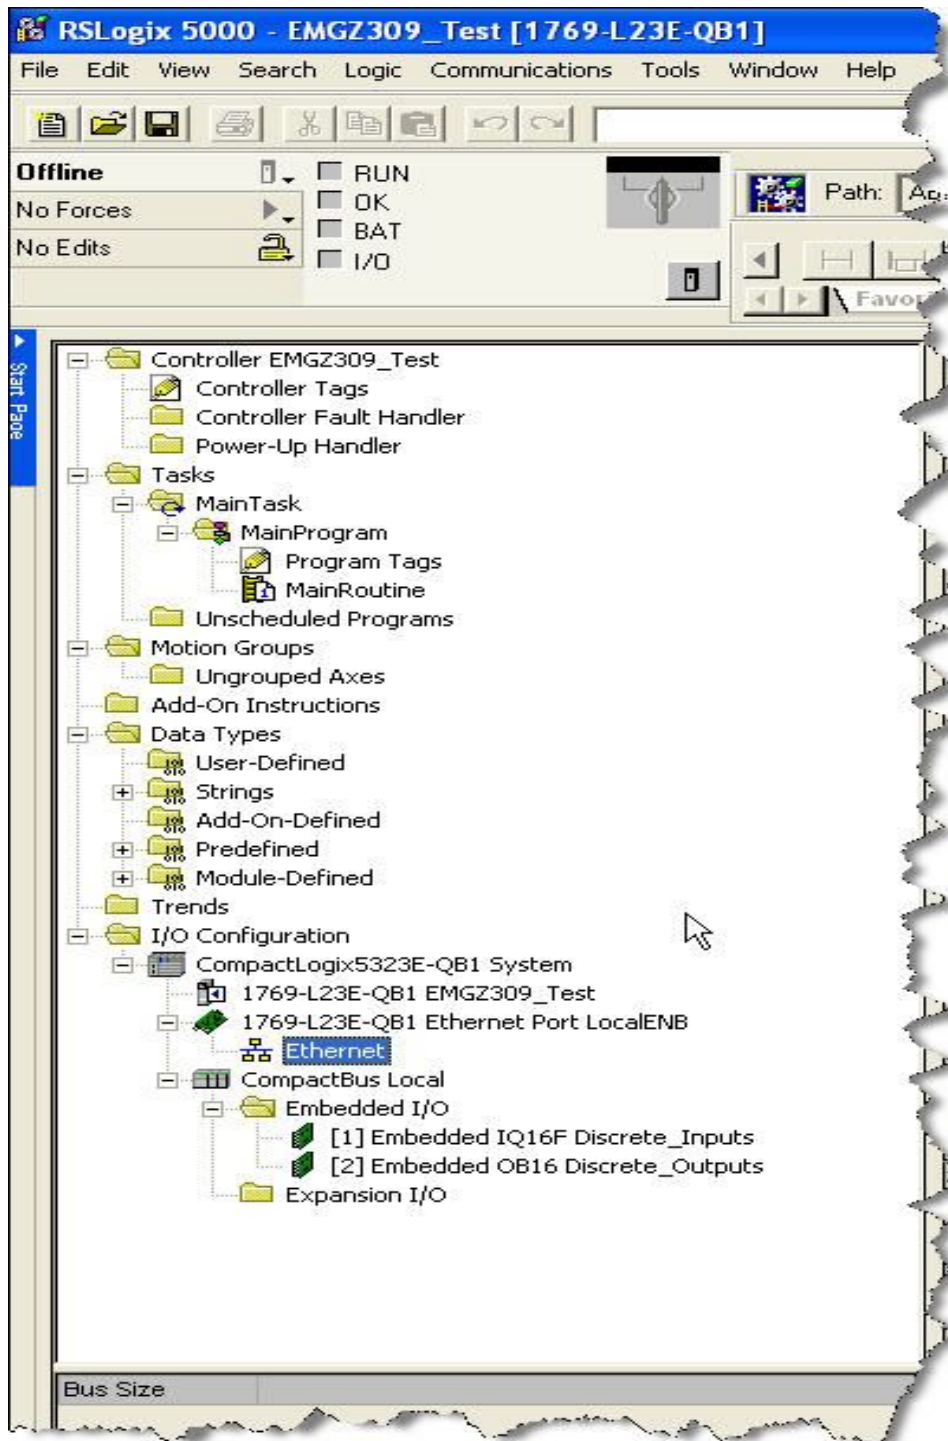 RSLogix 5000 - EMGZ309_Test [1769-L23E-QB1]
File Edit View Search Logic Communications Tools Window Help
Offline
No Forces
No Edits
RUN
OK
BAT
I/O
Path:
Start Page
Controller EMGZ309_Test
Controller Tags
Controller Fault Handler
Power-Up Handler
Tasks
MainTask
MainProgram
Program Tags
MainRoutine
Unscheduled Programs
Motion Groups
Ungrouped Axes
Add-On Instructions
Data Types
User-Defined
Strings
Add-On-Defined
Predefined
Module-Defined
Trends
I/O Configuration
CompactLogix5323E-QB1 System
1769-L23E-QB1 EMGZ309_Test
1769-L23E-QB1 Ethernet Port LocalENB
Ethernet
CompactBus Local
Embedded I/O
[1] Embedded IQ16F Discrete_Inputs
[2] Embedded OB16 Discrete_Outputs
Expansion I/O
Bus Size